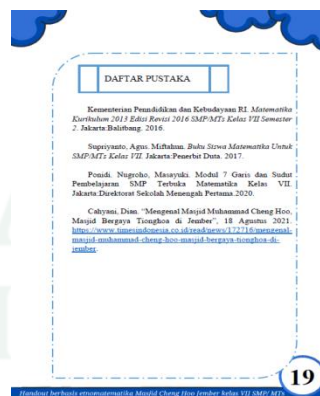 DAFTAR PUSTAKA
Kementerian Penndidikan dan Kebudayaan RI. Matematika
Kurikulum 2013 Edisi Revisi 2016 SMP/MTs Kelas VII Semester
2. Jakarta:Balitbang. 2016.
Supriyanto, Agus. Miftahun. Buku Siswa Matematika Untuk
SMP/MTs Kelas VII. Jakarta:Penerbit Duta. 2017.
Ponidi, Nugroho, Masayuki. Modul 7 Garis dan Sudut
Pembelajaran SMP Terbuka Matematika Kelas VII.
Jakarta:Direktorat Sekolah Menengah Pertama.2020.
Cahyani, Dian. “Mengenal Masjid Muhammad Cheng Hoo,
Masjid Bergaya Tionghoa di Jember”, 18 Agustus 2021.
https://www.timesindonesia.co.id/read/news/172716/mengenal-
masjid-muhammad-cheng-hoo-masjid-bergaya-tionghoa-di-
jember.
19
Handout berbasis etnomatematika Masjid Cheng Hoo Jember kelas VII SMP/ MTs